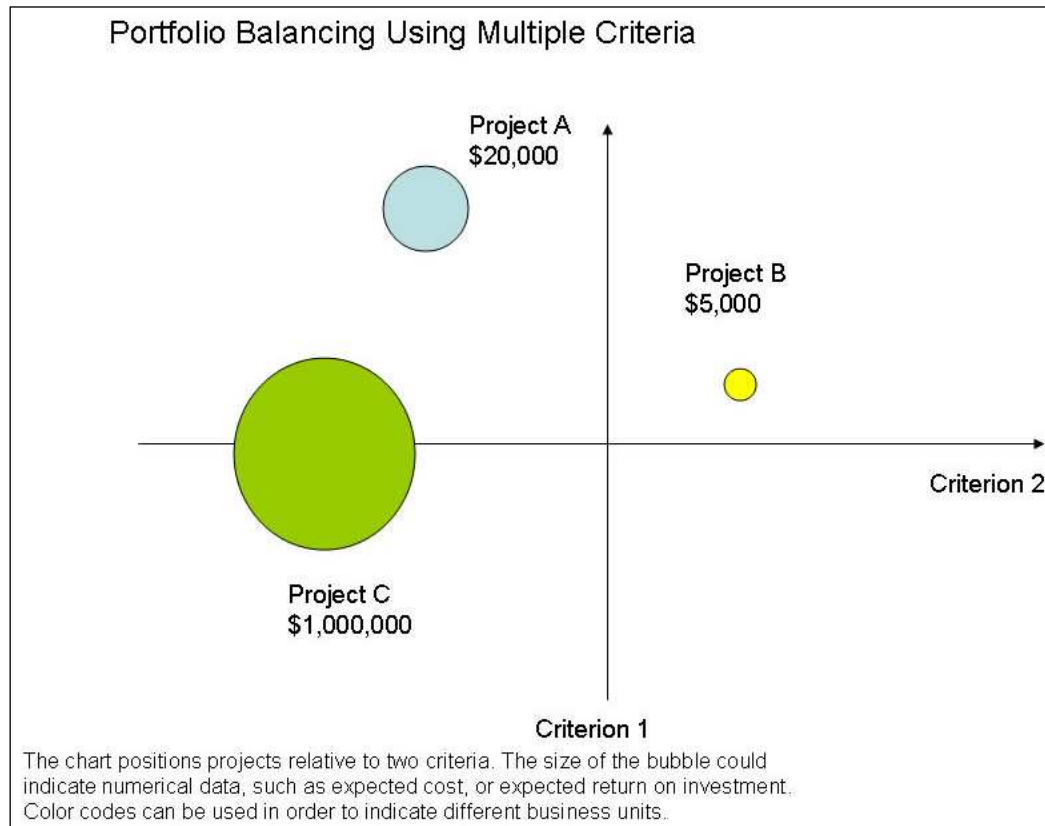 Portfolio Balancing Using Multiple Criteria
Project A
$20,000
Project B
$5,000
Criterion 2
Project C
$1,000,000
Criterion 1
The chart positions projects relative to two criteria. The size of the bubble could
indicate numerical data, such as expected cost, or expected return on investment.
Color codes can be used in order to indicate different business units.